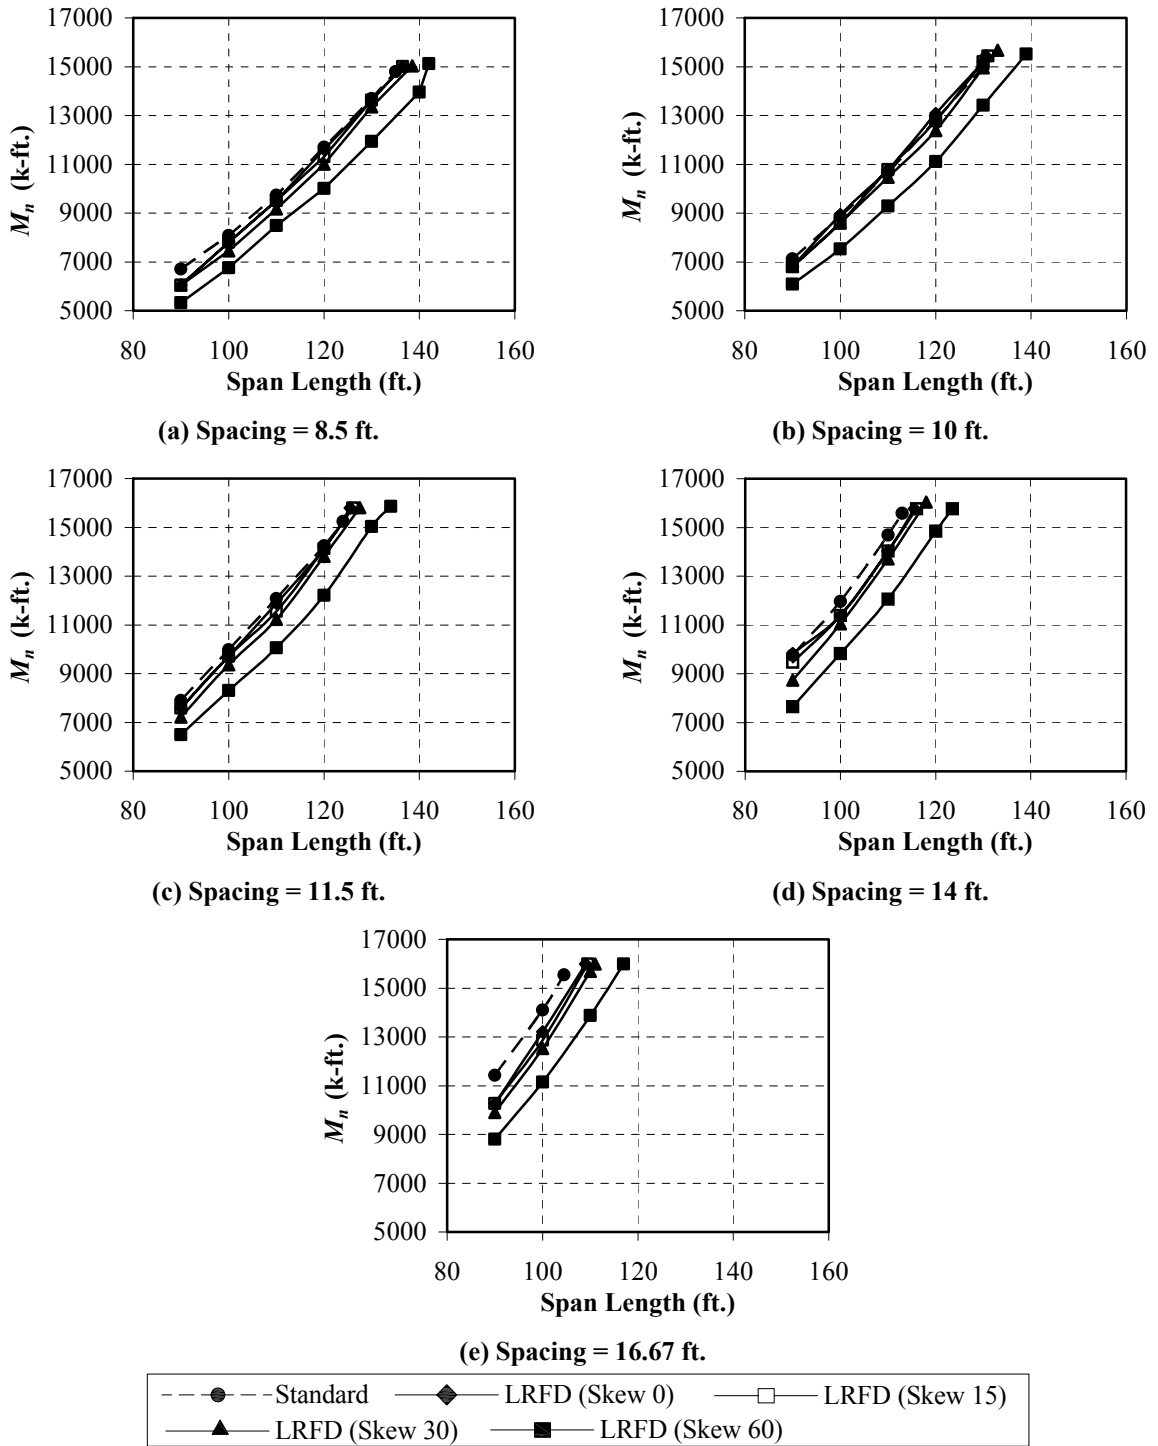 17000
15000
13000
11000
9000
7000
5000
Mn (k-ft.)
80 100 120 140 160
Span Length (ft.)
(a) Spacing = 8.5 ft.
17000
15000
13000
11000
9000
7000
5000
Mn (k-ft.)
80 100 120 140 160
Span Length (ft.)
(b) Spacing = 10 ft.
17000
15000
13000
11000
9000
7000
5000
Mn (k-ft.)
80 100 120 140 160
Span Length (ft.)
(c) Spacing = 11.5 ft.
17000
15000
13000
11000
9000
7000
5000
Mn (k-ft.)
80 100 120 140 160
Span Length (ft.)
(d) Spacing = 14 ft.
17000
15000
13000
11000
9000
7000
5000
Mn (k-ft.)
80 100 120 140 160
Span Length (ft.)
(e) Spacing = 16.67 ft.
Standard LRFD (Skew 0) LRFD (Skew 15)
LRFD (Skew 30) LRFD (Skew 60)